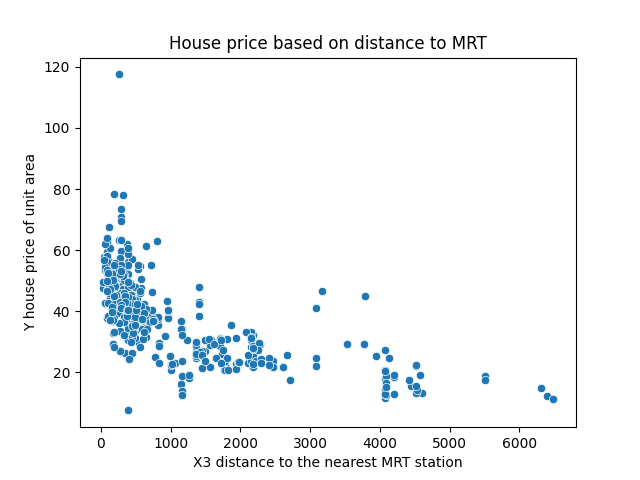 House price based on distance to MRT
Y house price of unit area
120
100
80
60
40
20
0 1000 2000 3000 4000 5000 6000
X3 distance to the nearest MRT station